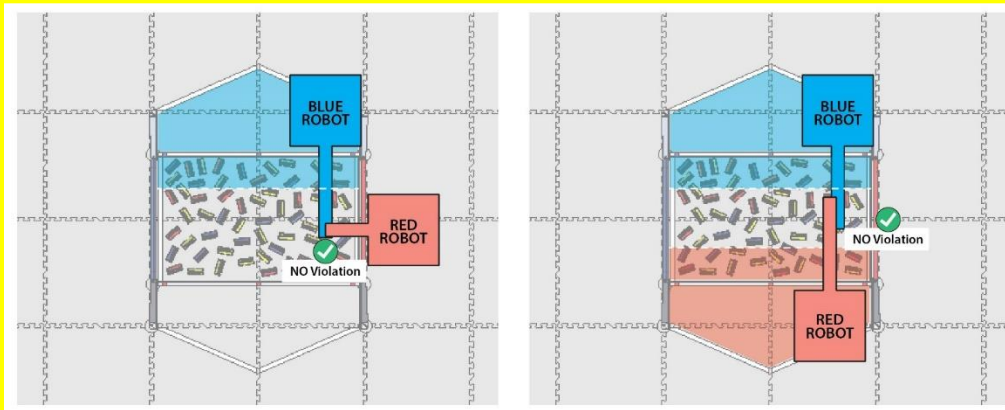 BLUE
ROBOT
RED
ROBOT
NO Violation
BLUE
ROBOT
NO Violation
RED
ROBOT